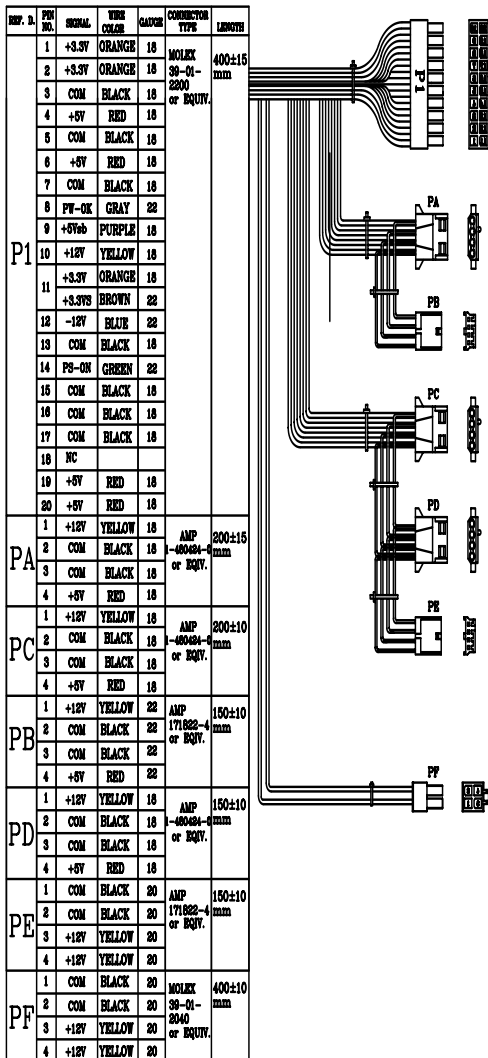 REF. D. PIN NO. SIGNAL WIRE COLOR GAUGE CONNECTOR TYPE LENGTH
P1
1 +3.3V ORANGE 18
MOLEX 39-01-2200 or EQUIV.
400±15 mm
2 +3.3V ORANGE 18
3 COM BLACK 18
4 +5V RED 18
5 COM BLACK 18
6 +5V RED 18
7 COM BLACK 18
8 PW-OK GRAY 22
9 +5Vsb PURPLE 18
10 +12V YELLOW 18
11 +3.3V ORANGE 18
+3.3VS BROWN 22
12 -12V BLUE 22
13 COM BLACK 18
14 PS-ON GREEN 22
15 COM BLACK 18
16 COM BLACK 18
17 COM BLACK 18
18 NC
19 +5V RED 18
20 +5V RED 18
PA
1 +12V YELLOW 18
AMP 1-480424-0 or EQIV.
200±15 mm
2 COM BLACK 18
3 COM BLACK 18
4 +5V RED 18
PC
1 +12V YELLOW 18
AMP 1-480424-0 or EQIV.
200±10 mm
2 COM BLACK 18
3 COM BLACK 18
4 +5V RED 18
PB
1 +12V YELLOW 22
AMP 171822-4 or EQIV.
150±10 mm
2 COM BLACK 22
3 COM BLACK 22
4 +5V RED 22
PD
1 +12V YELLOW 18
AMP 1-480424-0 or EQIV.
150±10 mm
2 COM BLACK 18
3 COM BLACK 18
4 +5V RED 18
PE
1 COM BLACK 20
AMP 171822-4 or EQIV.
150±10 mm
2 COM BLACK 20
3 +12V YELLOW 20
4 +12V YELLOW 20
PF
1 COM BLACK 20
MOLEX 39-01-2040 or EQUIV.
400±10 mm
2 COM BLACK 20
3 +12V YELLOW 20
4 +12V YELLOW 20
P1
PA
PB
PC
PD
PE
PF